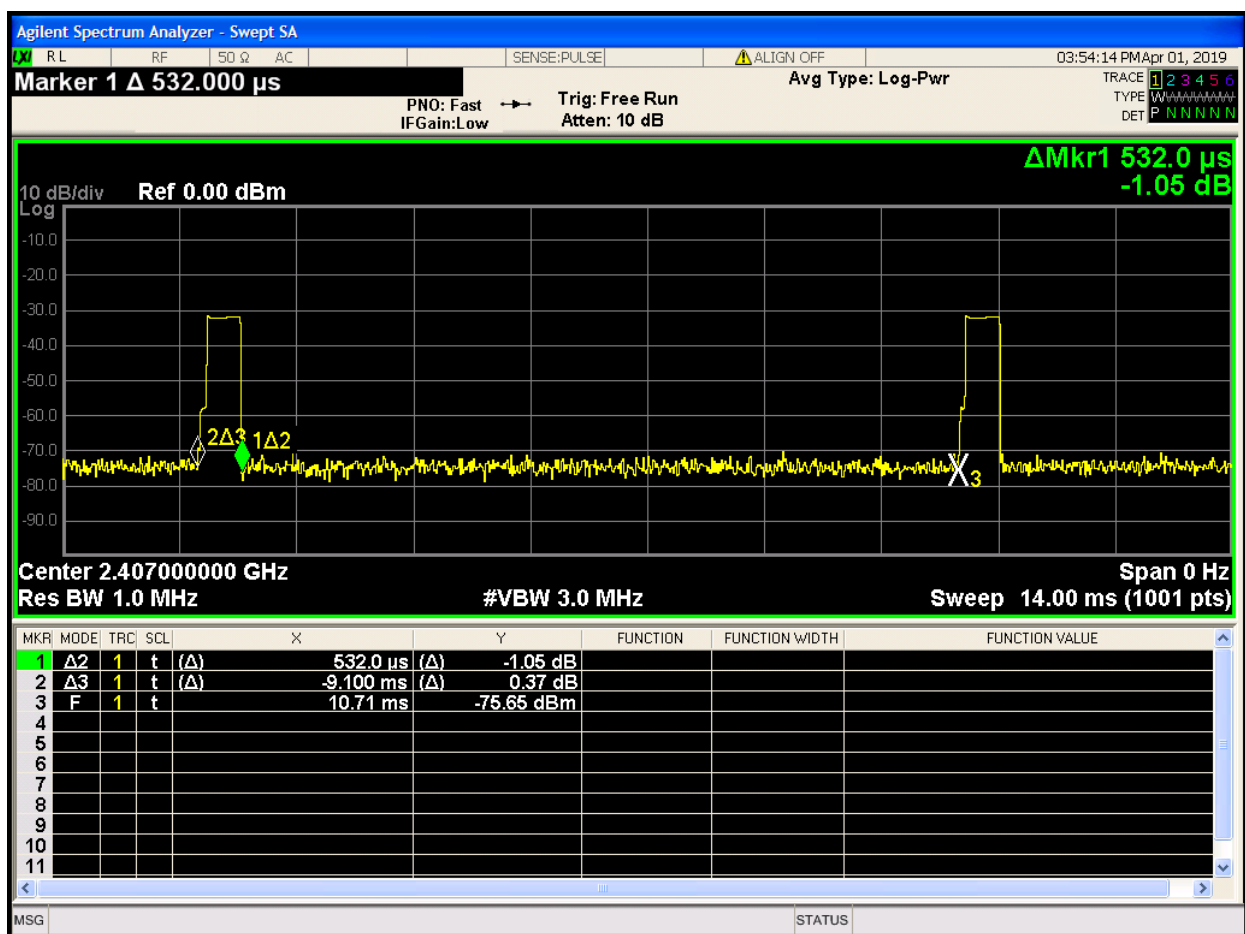 Agilent Spectrum Analyzer - Swept SA
LXI RL RF 50 Ω AC SENSE:PULSE ALIGN OFF 03:54:14 PM Apr 01, 2019
Marker 1 Δ 532.000 µs
PNO: Fast Trig: Free Run Avg Type: Log-Pwr TRACE 1 2 3 4 5 6
IFGain:Low Atten: 10 dB TYPE WWWWWW
DET P N N N N N
ΔMkr1 532.0 µs
-1.05 dB
10 dB/div Ref 0.00 dBm
Log
-10.0
-20.0
-30.0
-40.0
-50.0
-60.0
2Δ3 1Δ2
-70.0
-80.0 X3
-90.0
Center 2.407000000 GHz Span 0 Hz
Res BW 1.0 MHz #VBW 3.0 MHz Sweep 14.00 ms (1001 pts)
MKR MODE TRC SCL X Y FUNCTION FUNCTION WIDTH FUNCTION VALUE
1 Δ2 1 t (Δ) 532.0 µs (Δ) -1.05 dB
2 Δ3 1 t (Δ) -9.100 ms (Δ) 0.37 dB
3 F 1 t 10.71 ms -75.65 dBm
4
5
6
7
8
9
10
11
MSG STATUS